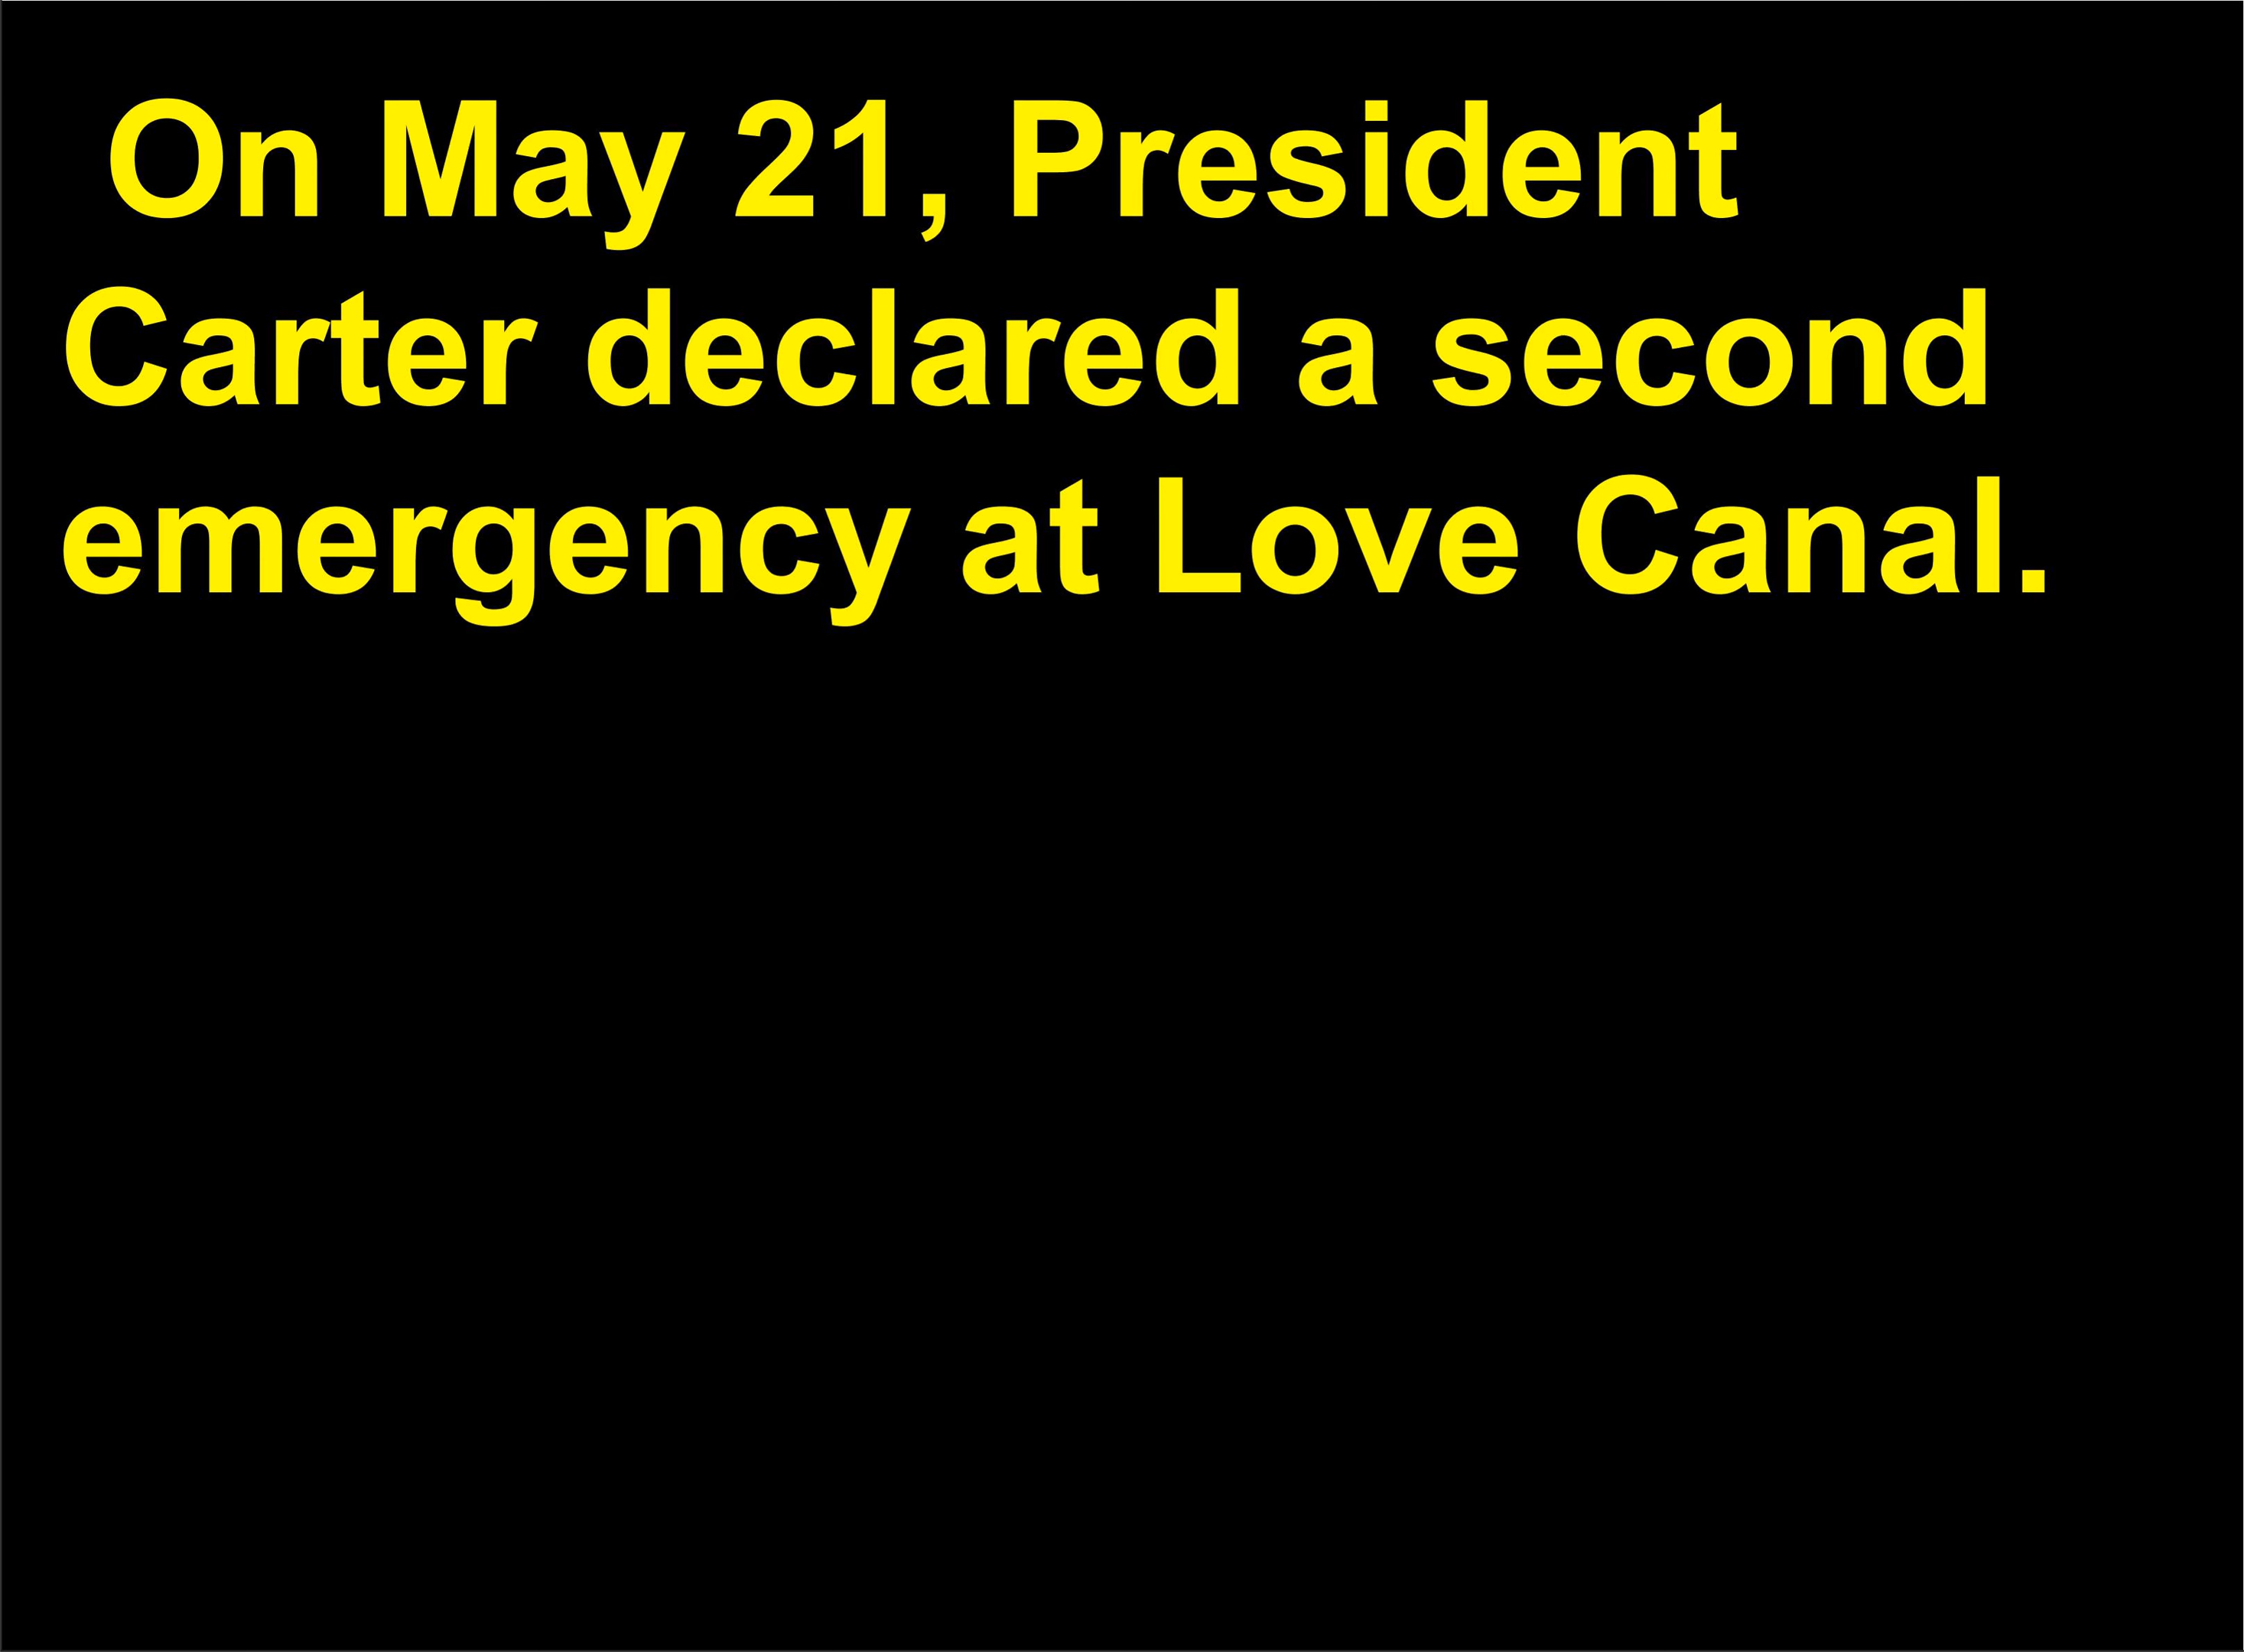 On May 21, President
Carter declared a second
emergency at Love Canal.